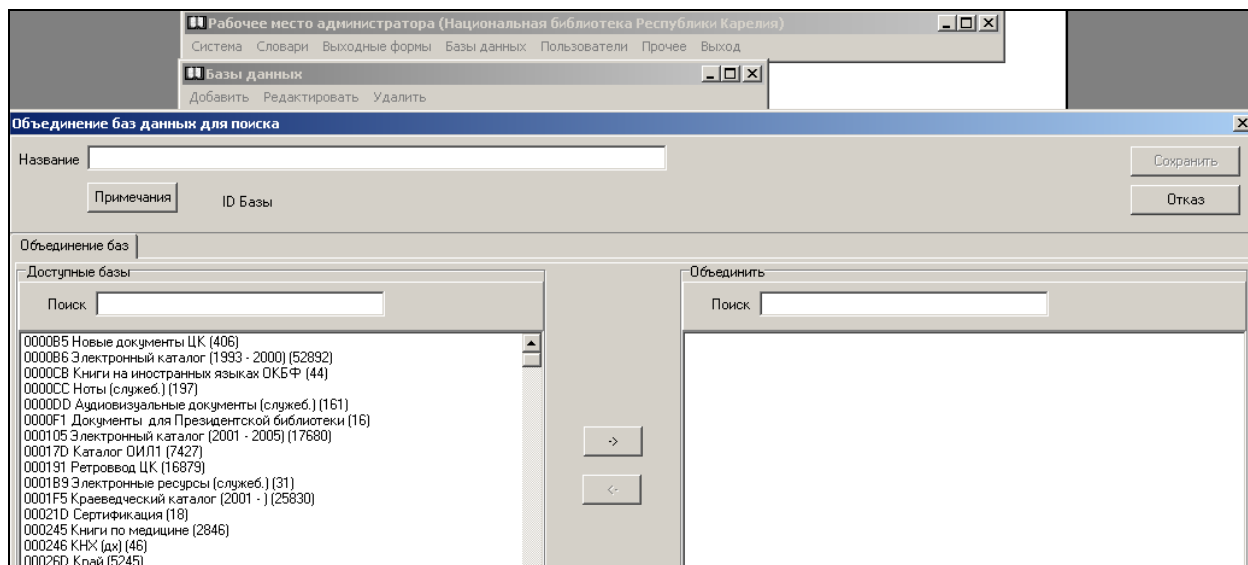 Рабочее место администратора (Национальная библиотека Республики Карелия)
Система Словари Выходные формы Базы данных Пользователи Прочее Выход
Базы данных
Добавить Редактировать Удалить
Объединение баз данных для поиска
Название
Сохранить
Примечания
ID Базы
Отказ
Объединение баз
Доступные базы
Поиск
0000B5 Новые документы ЦК (406)
0000B6 Электронный каталог (1993 - 2000) (52892)
0000CB Книги на иностранных языках ОКБФ (44)
0000CC Ноты (служеб.) (197)
0000DD Аудиовизуальные документы (служеб.) (161)
0000F1 Документы для Президентской библиотеки (16)
000105 Электронный каталог (2001 - 2005) (17680)
00017D Каталог ОИЛ1 (7427)
000191 Ретроввод ЦК (16879)
0001B9 Электронные ресурсы (служеб.) (31)
0001F5 Краеведческий каталог (2001 - ) (25830)
00021D Сертификация (18)
000245 Книги по медицине (2846)
000246 КНХ (дх) (46)
00026D Край (5245)
->
<-
Объединить
Поиск